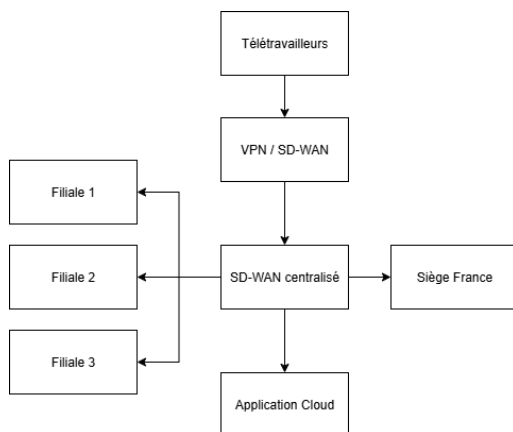 Télétravailleurs
VPN / SD-WAN
Filiale 1
Filiale 2
SD-WAN centralisé
Siège France
Filiale 3
Application Cloud